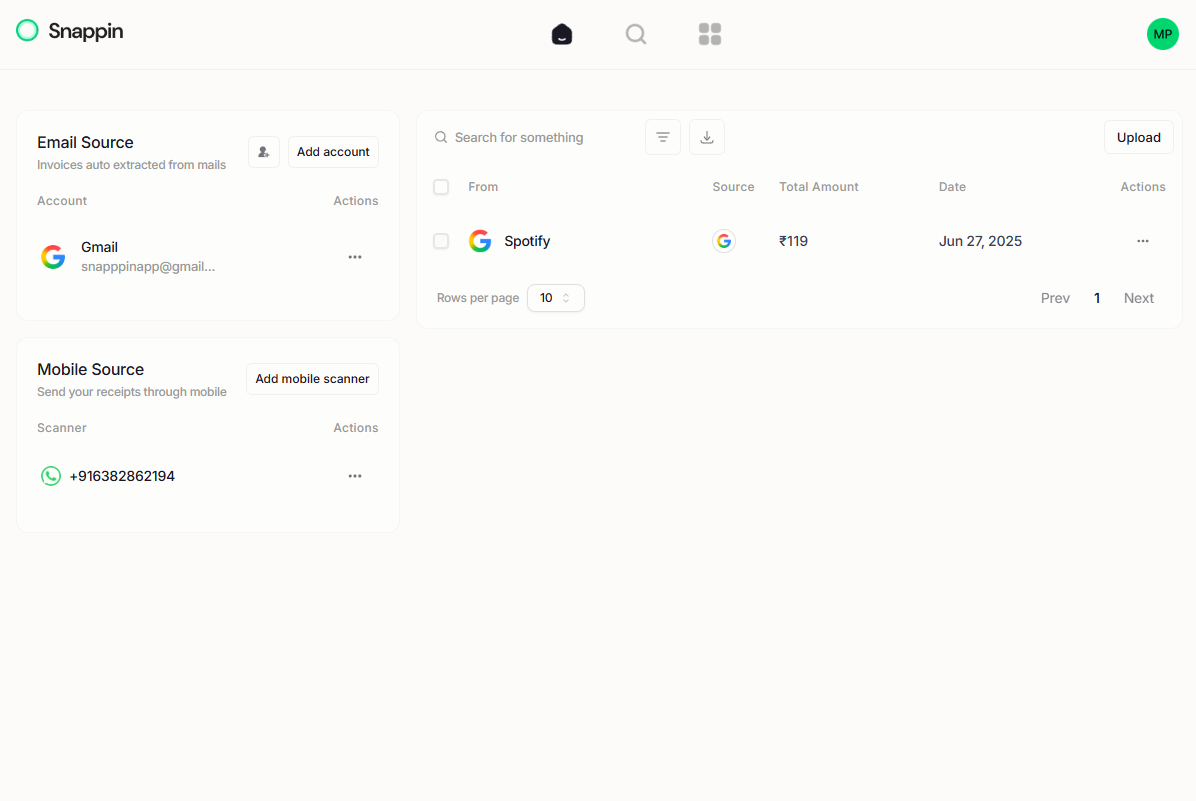 Snappin
MP
Email Source
Invoices auto extracted from mails
Add account
Account
Actions
Gmail
snapppinapp@gmail...
Mobile Source
Send your receipts through mobile
Add mobile scanner
Scanner
Actions
+916382862194
Search for something
Upload
From
Source
Total Amount
Date
Actions
Spotify
₹119
Jun 27, 2025
Rows per page
10
Prev
1
Next